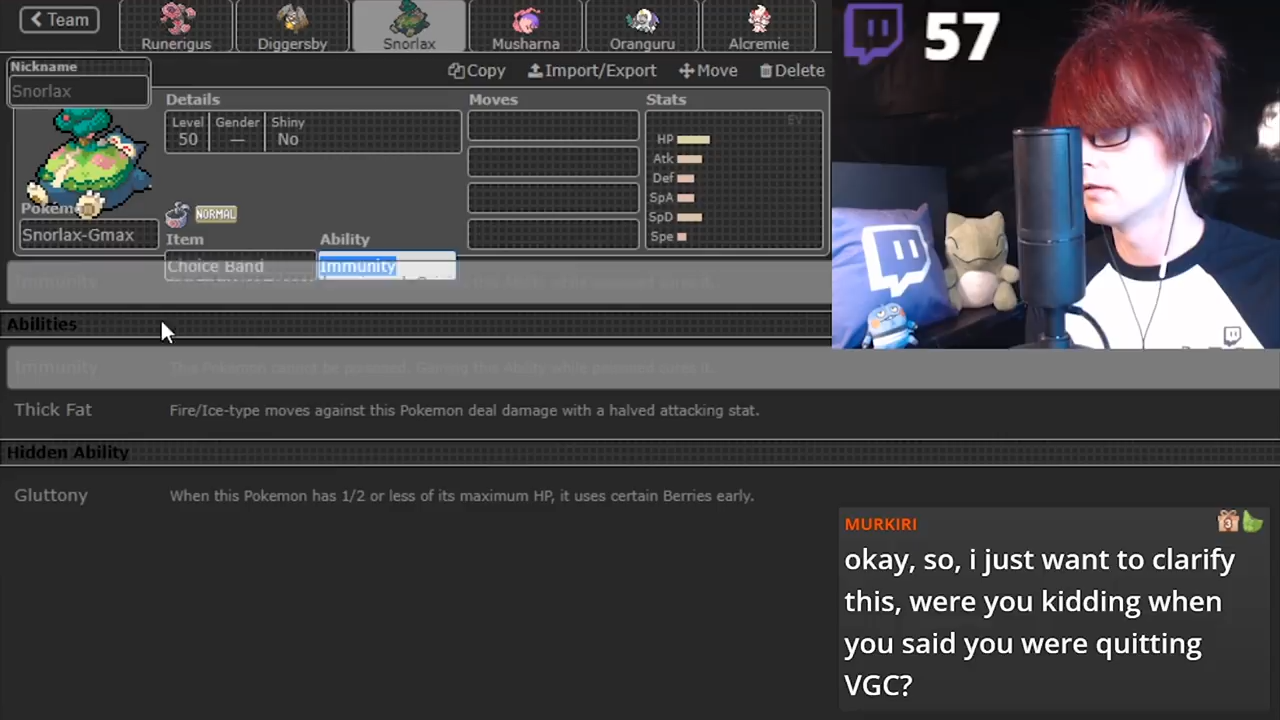 Team
Runerigus
Diggersby
Snorlax
Musharna
Oranguru
Alcremie
57
Copy
Import/Export
Move
Delete
Nickname
Snorlax
Details
Moves
Stats
Level
Gender
Shiny
50
—
No
EV
HP
Atk
Def
SpA
SpD
Spe
NORMAL
Snorlax-Gmax
Item
Ability
Choice Band
Immunity
Immunity
Abilities
Immunity This Pokemon cannot be poisoned. Gaining this Ability while poisoned cures it.
Thick Fat Fire/Ice-type moves against this Pokemon deal damage with a halved attacking stat.
Hidden Ability
Gluttony When this Pokemon has 1/2 or less of its maximum HP, it uses certain Berries early.
MURKIRI
3
okay, so, i just want to clarify
this, were you kidding when
you said you were quitting
VGC?